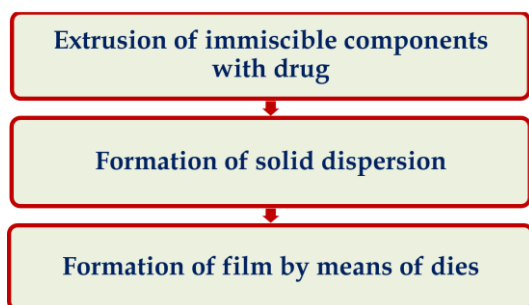 Extrusion of immiscible components
with drug
Formation of solid dispersion
Formation of film by means of dies